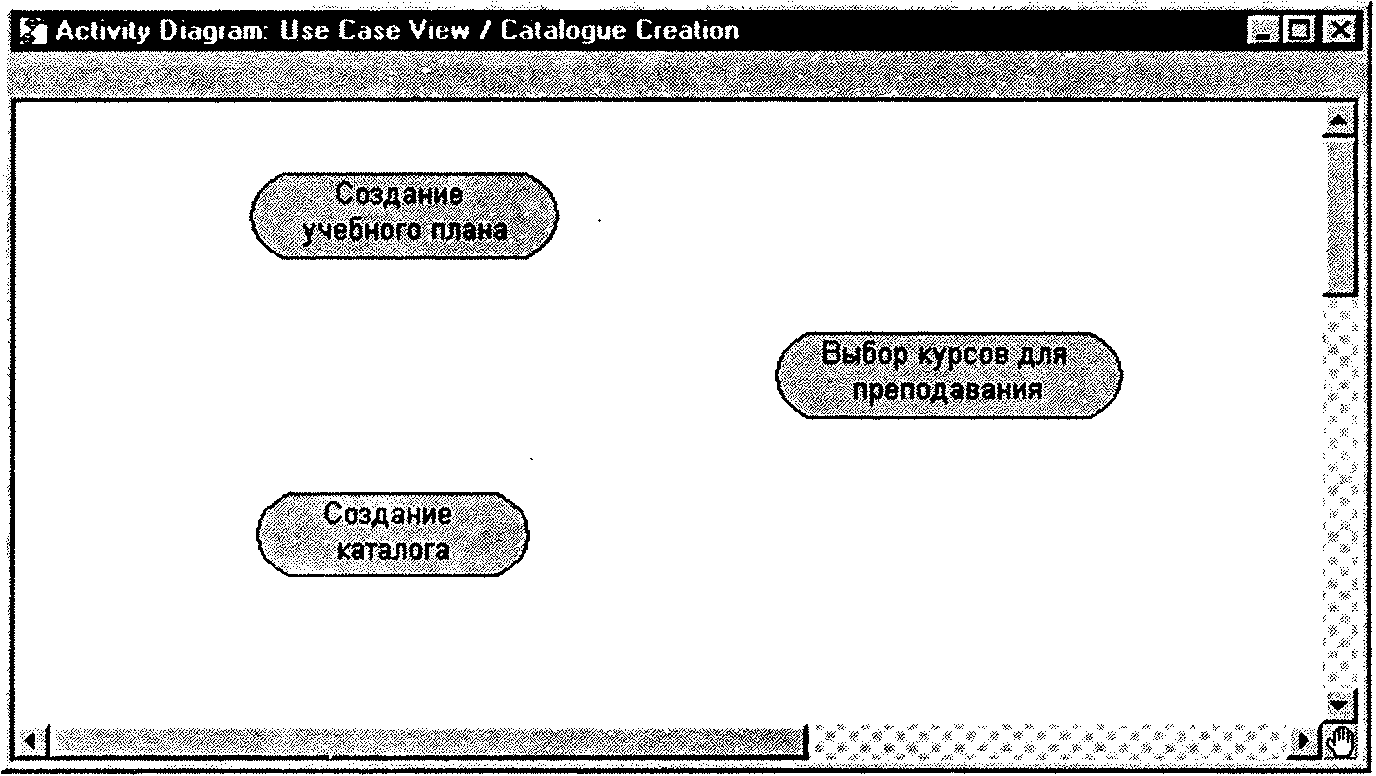 Activity Diagram: Use Case View / Catalogue Creation
Создание
учебного плана
Выбор курсов для
преподавания
Создание
каталога